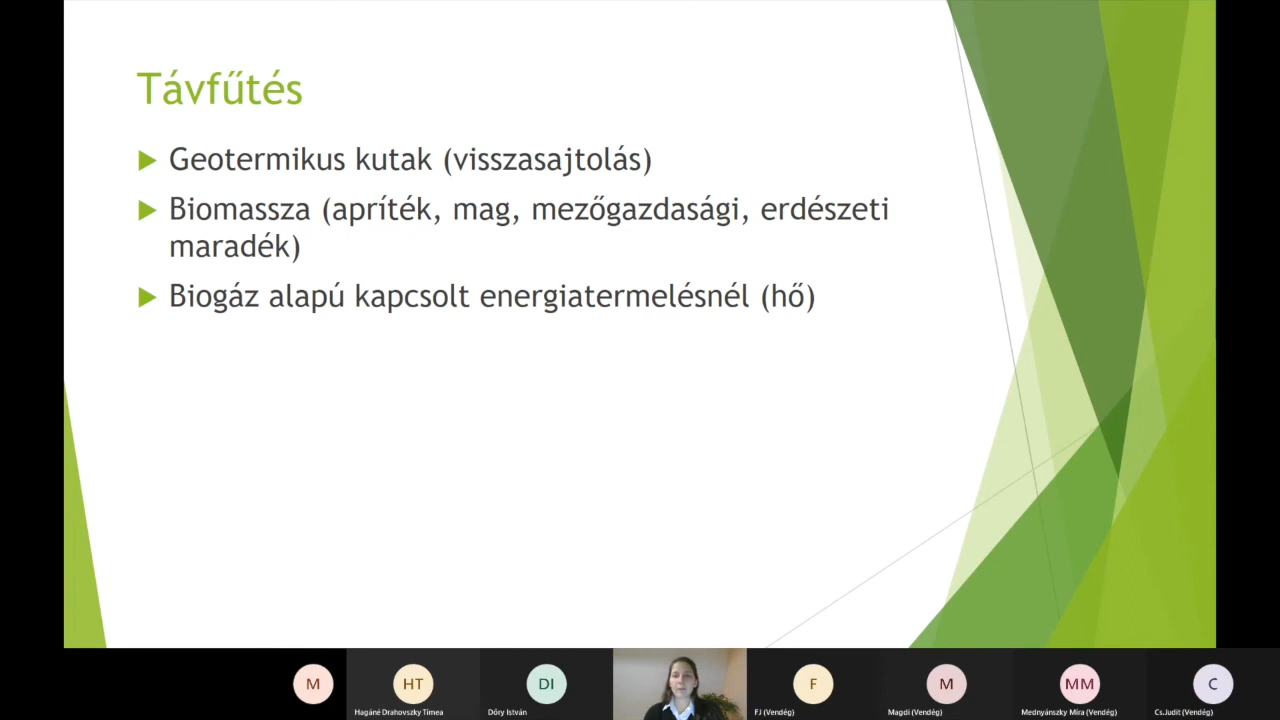 Távfűtés
Geotermikus kutak (visszasajtolás)
Biomassza (apríték, mag, mezőgazdasági, erdészeti
maradék)
Biogáz alapú kapcsolt energiatermelésnél (hő)
M
HT
DI
F
M
MM
C
Hagáné Drahovszky Tímea
Dőry István
FJ (Vendég)
Magdi (Vendég)
Mednyánszky Míra (Vendég)
Cs.Judit (Vendég)